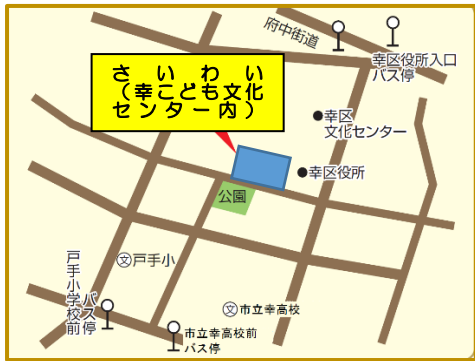 府中街道
幸区役所入口
バス停
さいわい
（幸こども文化
センター内）
幸区
文化センター
幸区役所
公園
文戸手小
戸手小学校前
バス停
文市立幸高校
市立幸高校前
バス停